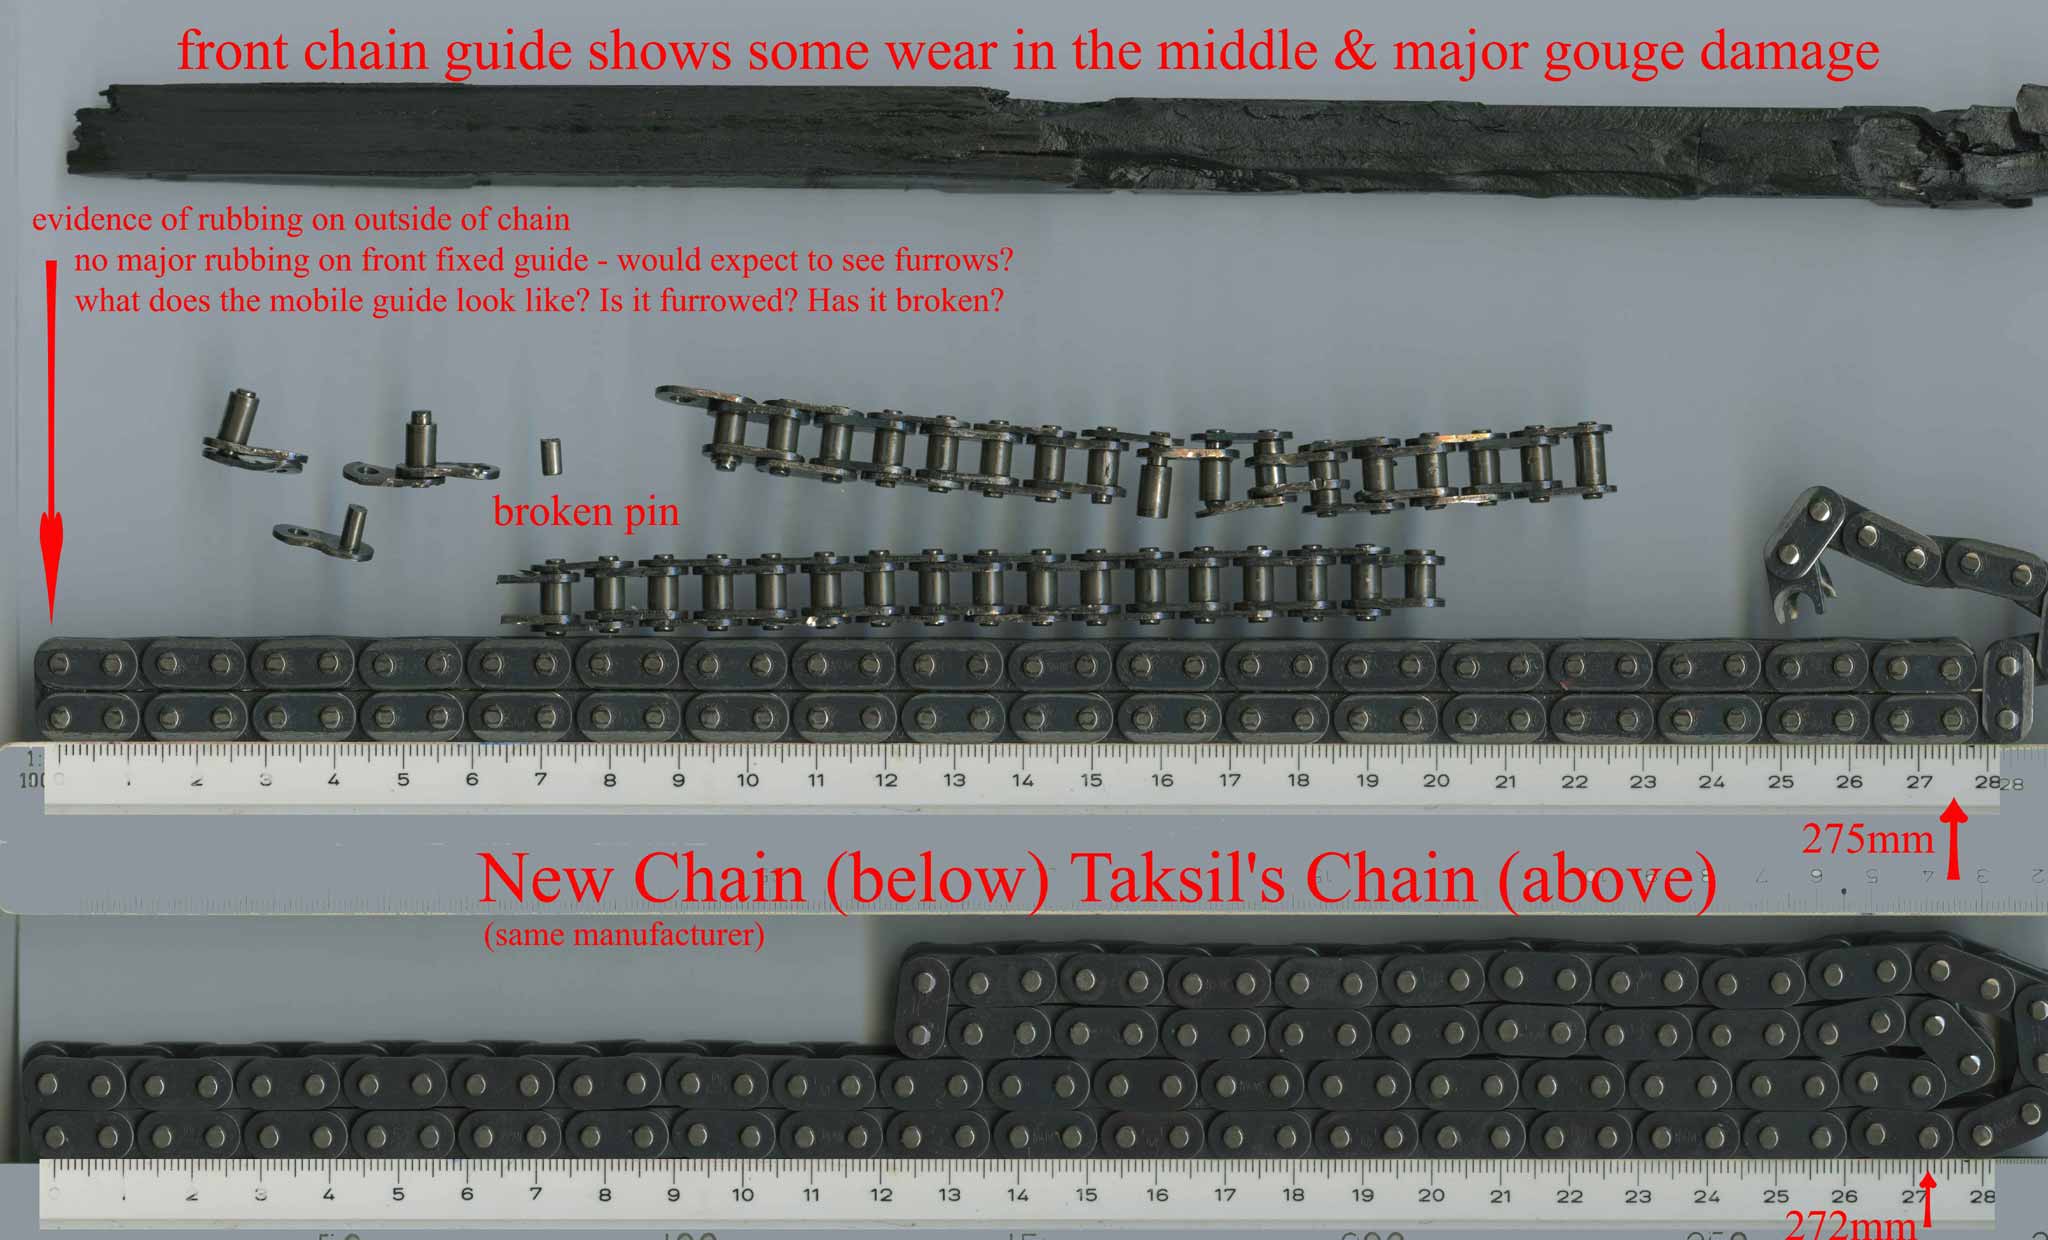 front chain guide shows some wear in the middle & major gouge damage
evidence of rubbing on outside of chain
no major rubbing on front fixed guide - would expect to see furrows?
what does the mobile guide look like? Is it furrowed? Has it broken?
broken pin
1:
100 0 1 2 3 4 5 6 7 8 9 10 11 12 13 14 15 16 17 18 19 20 21 22 23 24 25 26 27 28 28
275mm
New Chain (below) Taksil's Chain (above)
(same manufacturer)
0 1 2 3 4 5 6 7 8 9 10 11 12 13 14 15 16 17 18 19 20 21 22 23 24 25 26 27 28
272mm